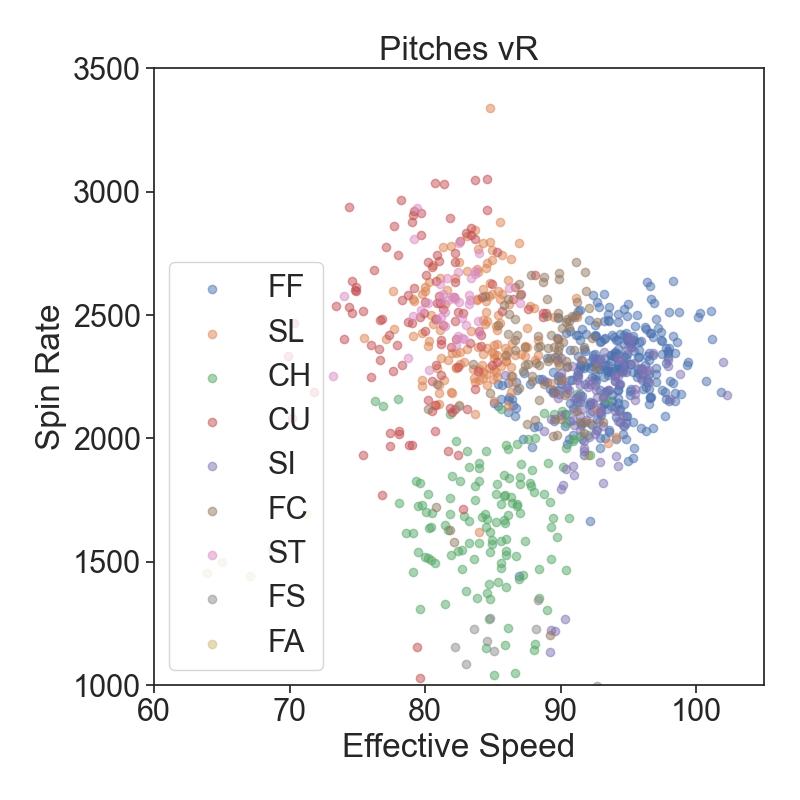 Pitches vR
3500
3000
2500
2000
1500
1000
Spin Rate
FF
SL
CH
CU
SI
FC
ST
FS
FA
60 70 80 90 100
Effective Speed